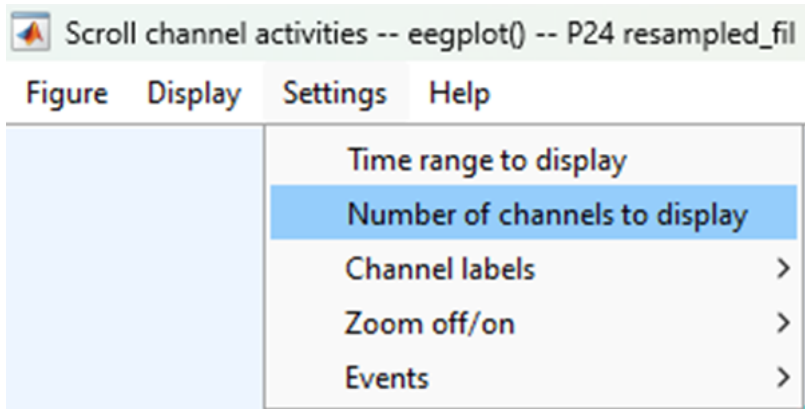 Scroll channel activities -- eegplot() -- P24 resampled_fil
Figure Display Settings Help
Time range to display
Number of channels to display
Channel labels
Zoom off/on
Events